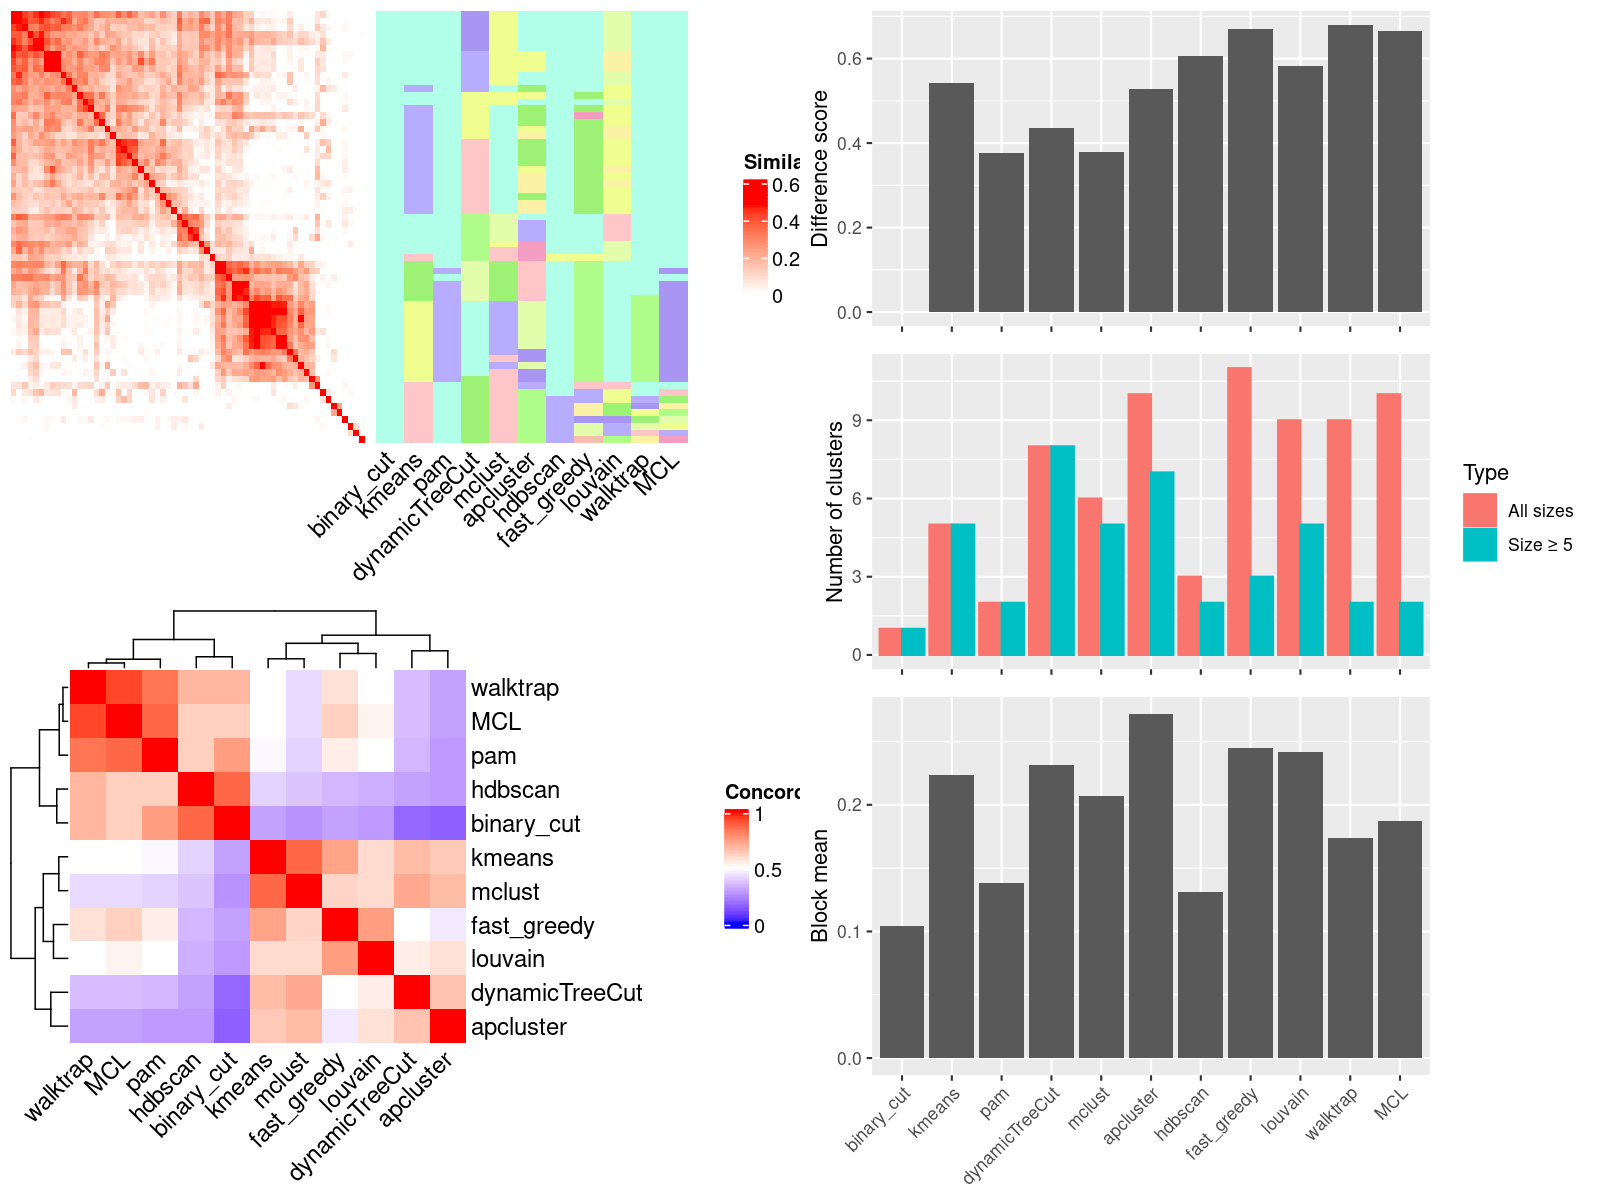 Simila
0.6
0.4
0.2
0
binary_cut
kmeans
pam
dynamicTreeCut
mclust
apcluster
hdbscan
fast_greedy
louvain
walktrap
MCL
walktrap
MCL
pam
hdbscan
binary_cut
kmeans
mclust
fast_greedy
louvain
dynamicTreeCut
apcluster
walktrap
MCL
pam
hdbscan
binary_cut
kmeans
mclust
fast_greedy
louvain
dynamicTreeCut
apcluster
Concord
1
0.5
0
Difference score
0.6
0.4
0.2
0.0
Number of clusters
9
6
3
0
Type
All sizes
Size ≥ 5
Block mean
0.2
0.1
0.0
binary_cut
kmeans
pam
dynamicTreeCut
mclust
apcluster
hdbscan
fast_greedy
louvain
walktrap
MCL